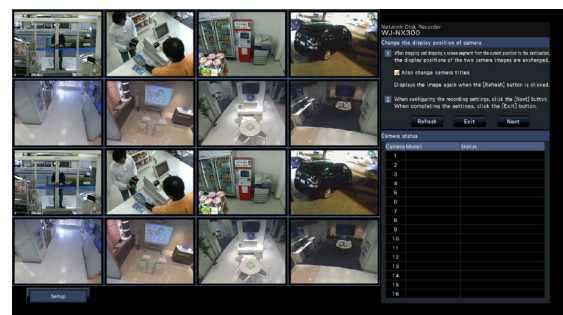 Network Disk Recorder
WJ-NX300
Change the display position of camera
1 When dragging and dropping a screen segment from the current position to the destination,
the display positions of the two camera images are exchanged.
Also change camera titles
Displays the image again when the [Refresh] button is clicked.
2 When configuring the recording settings, click the [Next] button.
When completing the settings, click the [Exit] button.
Refresh Exit Next
Camera status
Camera Model Status
1
2
3
4
5
6
7
8
9
10
11
12
13
14
15
16
Setup